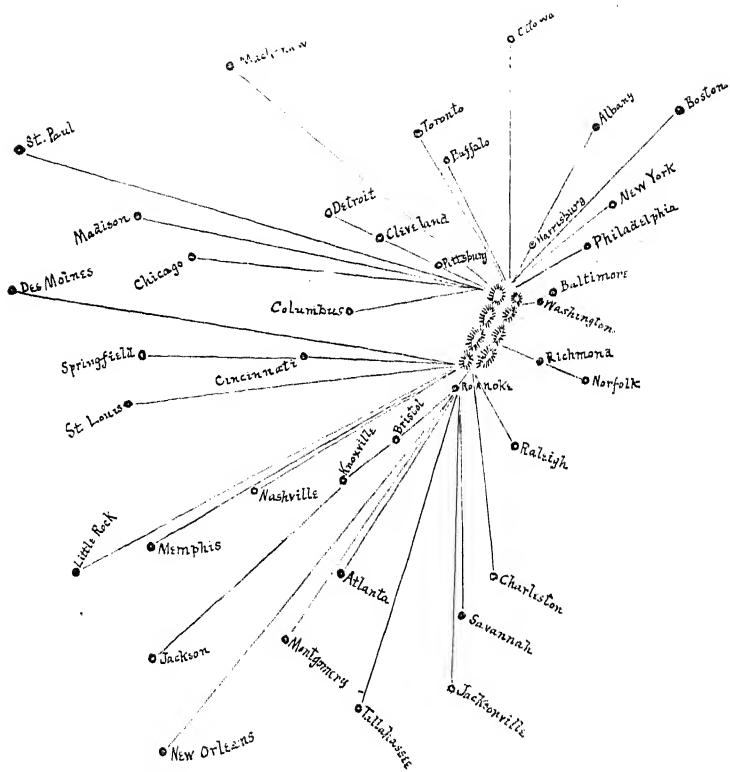 Toronto
Albany
Boston
Buffalo
St. Paul
Detroit
New York
Cleveland
Harrisburg
Madison
Philadelphia
Pittsburg
Chicago
Des Moines
Baltimore
Washington
Columbus
Springfield
Cincinnati
Richmond
Norfolk
Roanoke
St Louis
Bristol
Knoxville
Raleigh
Nashville
Little Rock
Memphis
Atlanta
Charleston
Savannah
Jackson
Montgomery
Jacksonville
Tallahassee
New Orleans